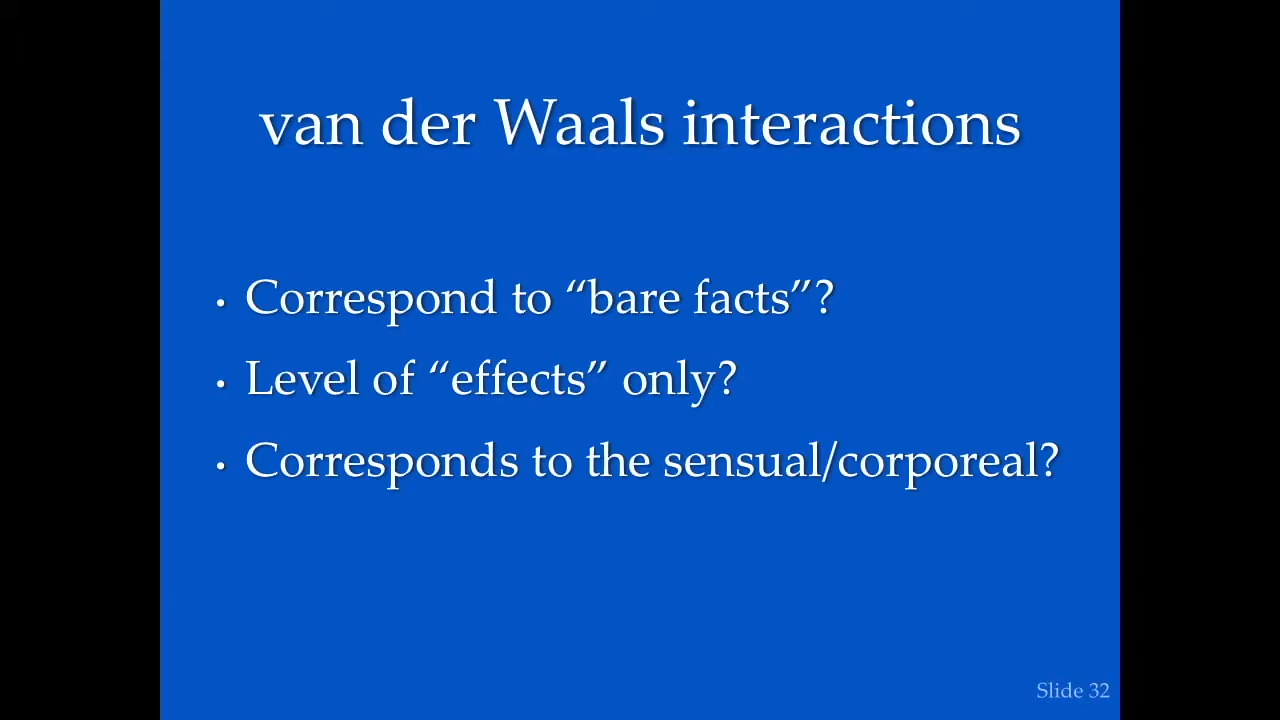 van der Waals interactions
• Correspond to “bare facts”?
• Level of “effects” only?
• Corresponds to the sensual/corporeal?
Slide 32